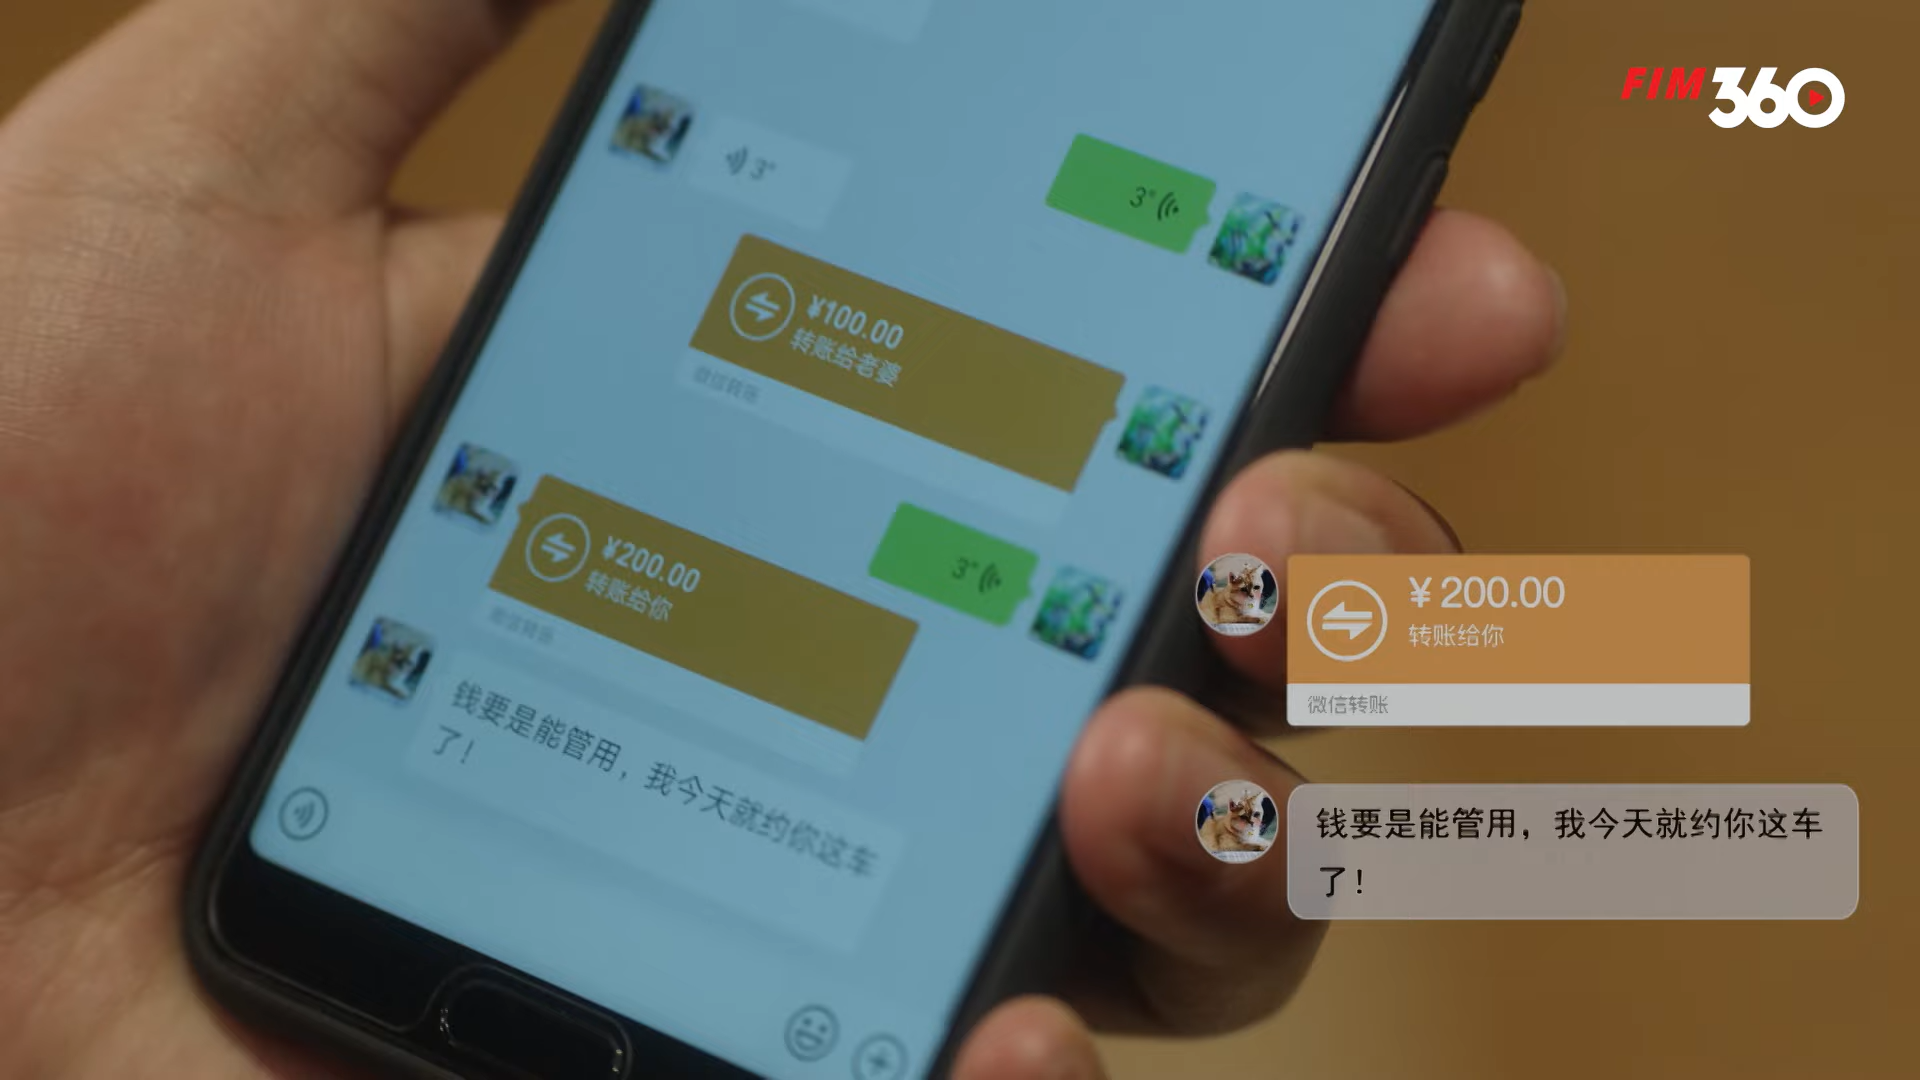 FIM360
3"
3"
¥100.00
转账给老婆
微信转账
3"
¥200.00
转账给你
微信转账
钱要是能管用，我今天就约你这车
了！
¥200.00
转账给你
微信转账
钱要是能管用，我今天就约你这车
了！